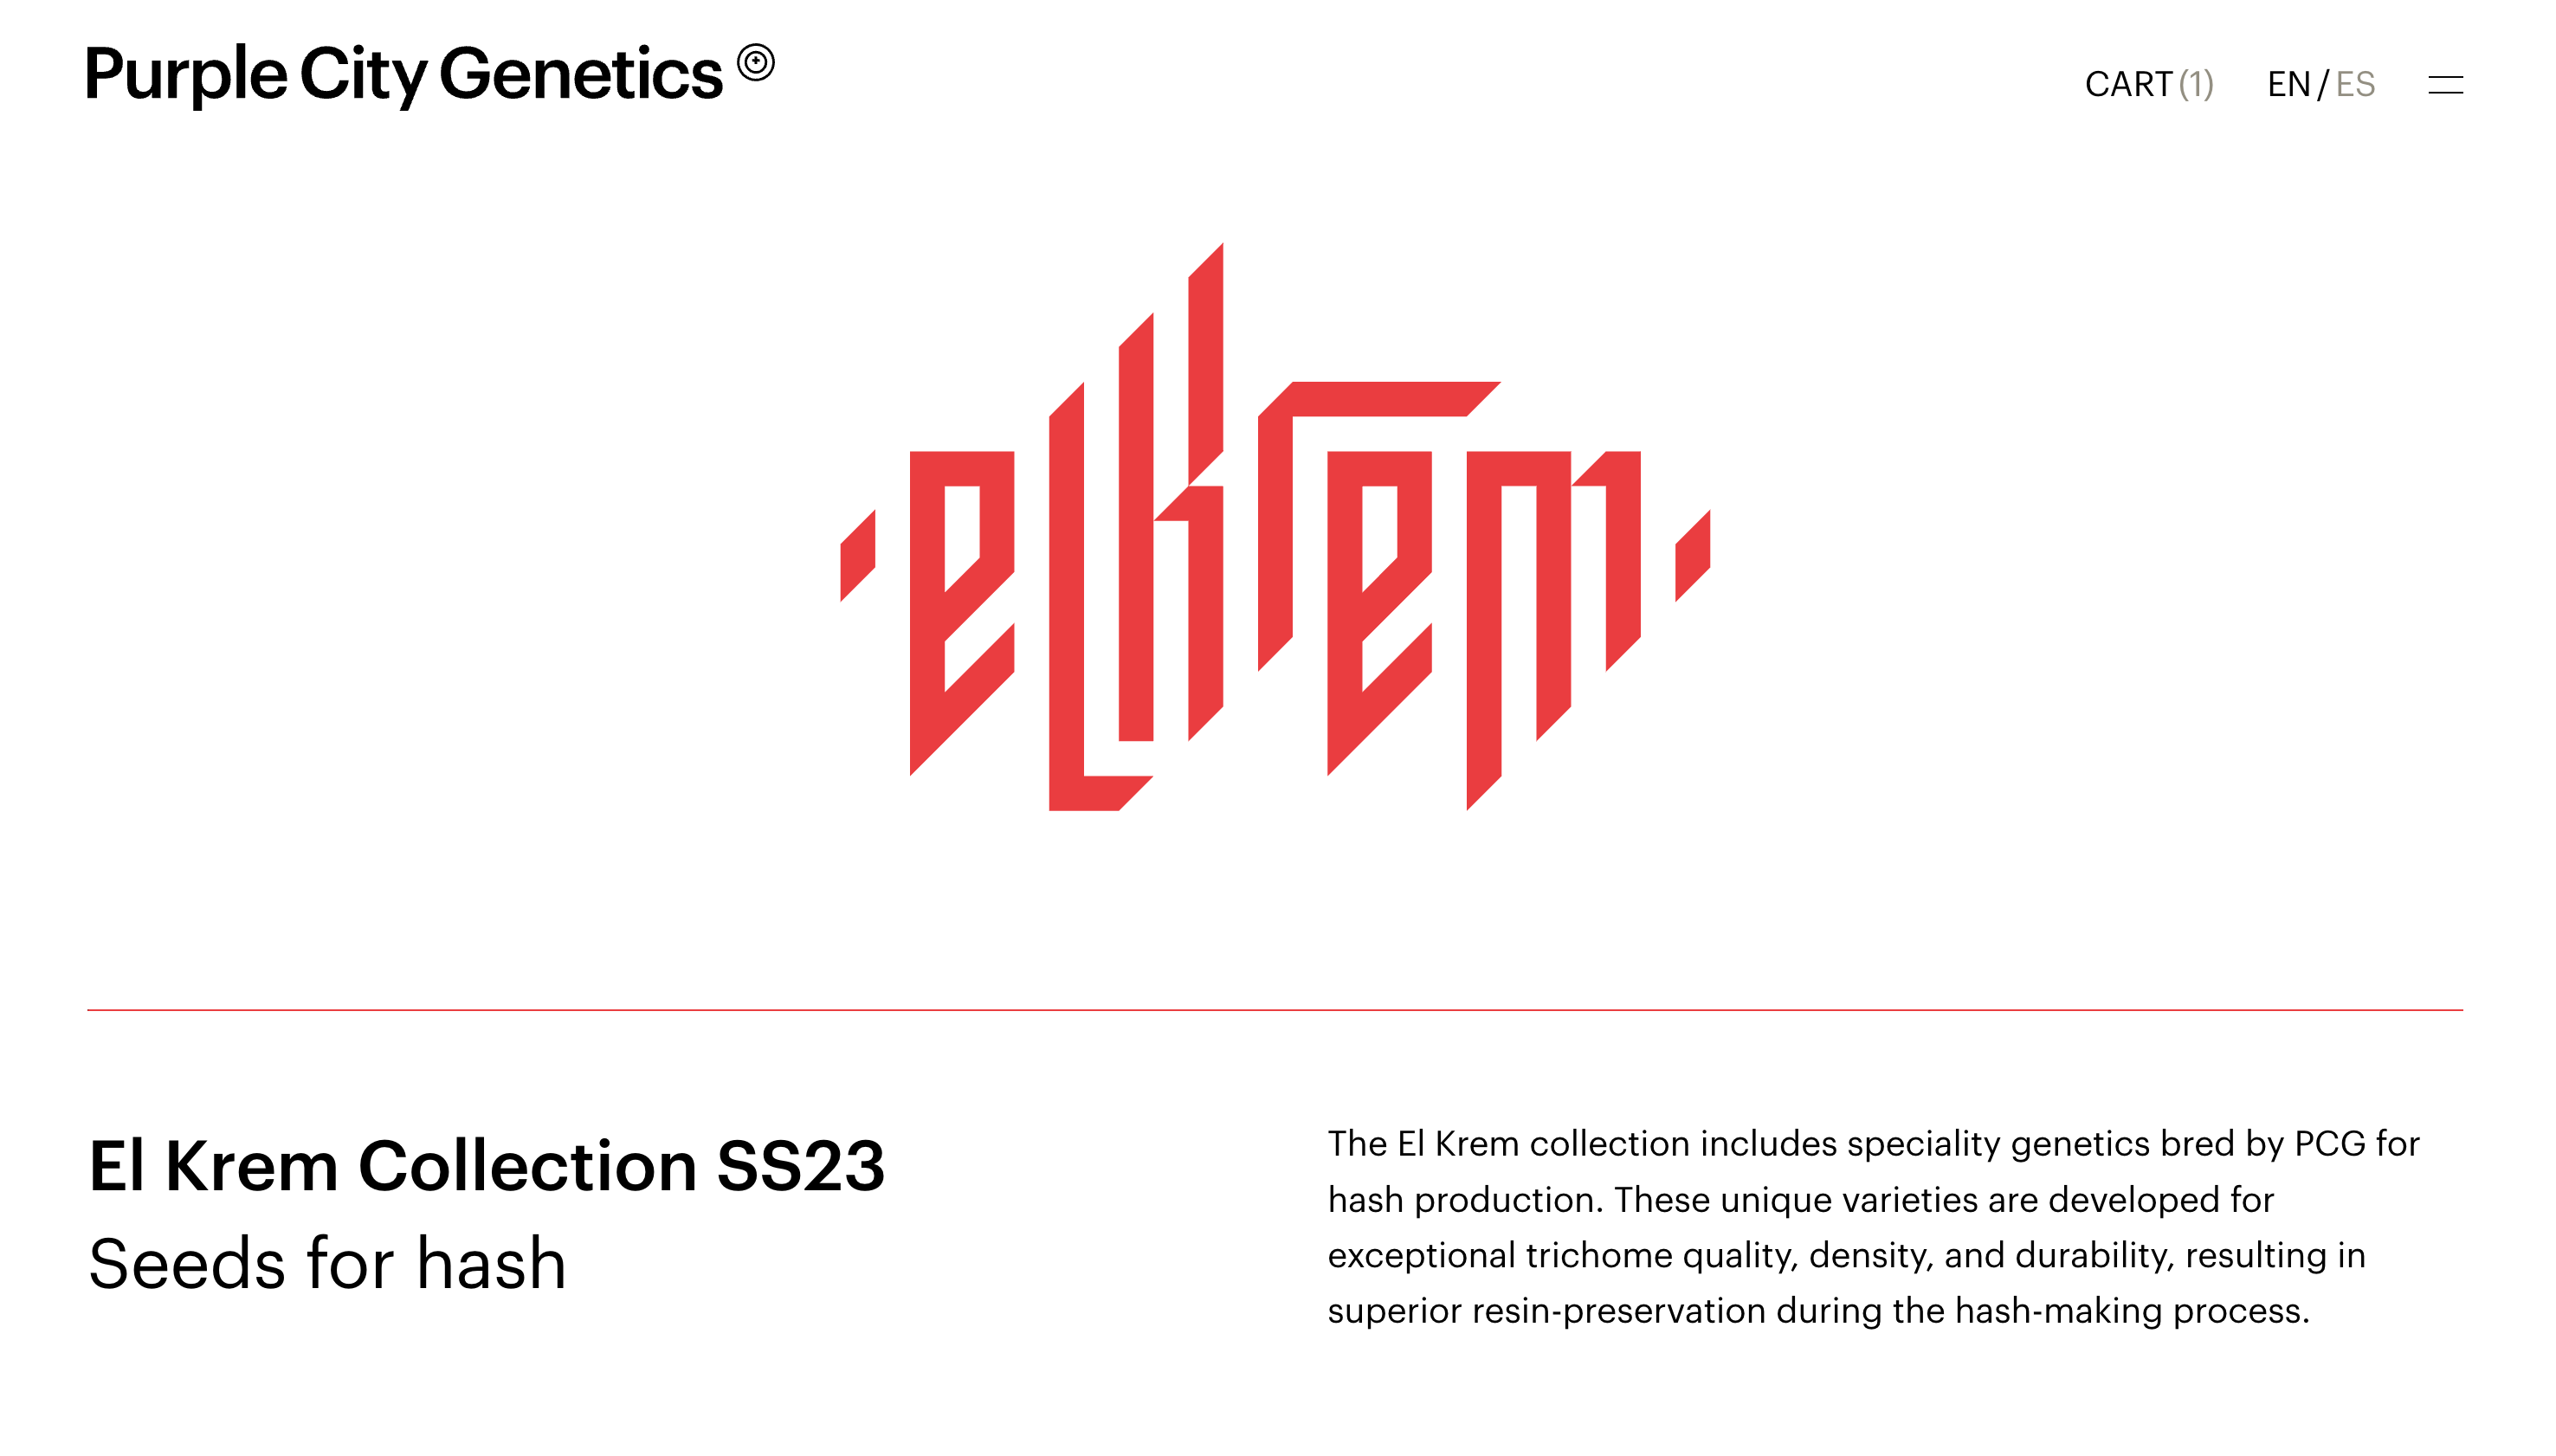 Purple City Genetics
CART (1) EN / ES
elkrem
El Krem Collection SS23
Seeds for hash
The El Krem collection includes speciality genetics bred by PCG for
hash production. These unique varieties are developed for
exceptional trichome quality, density, and durability, resulting in
superior resin-preservation during the hash-making process.